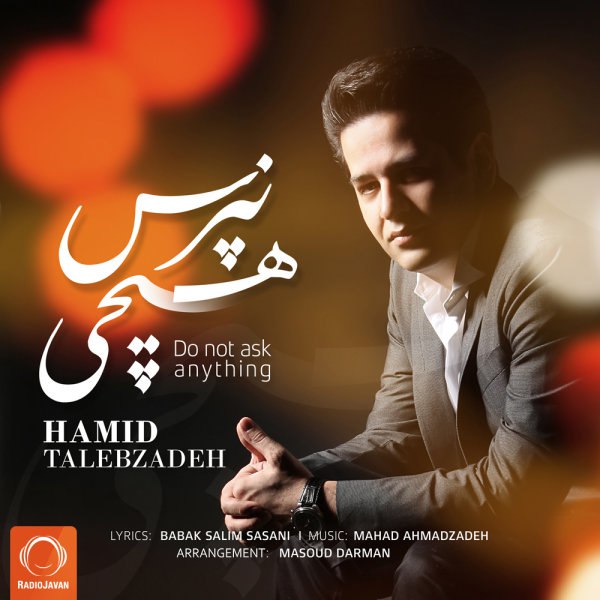 هیچی
نپرس
Do not ask
anything
HAMID
TALEBZADEH
LYRICS: BABAK SALIM SASANI I MUSIC: MAHAD AHMADZADEH
ARRANGEMENT: MASOUD DARMAN
RADIOJAVAN